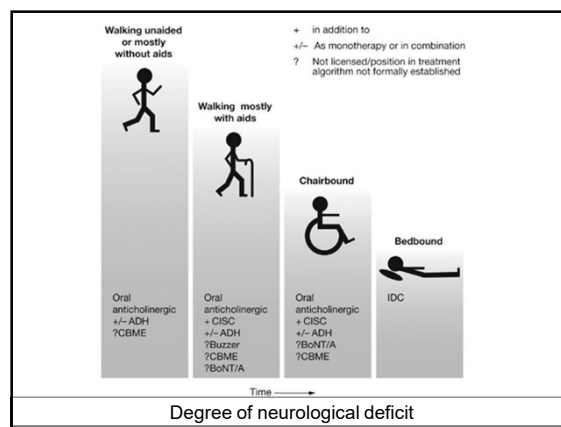 Walking unaided
or mostly
without aids
+ in addition to
+/– As monotherapy or in combination
? Not licensed/position in treatment
algorithm not formally established
Walking mostly
with aids
Chairbound
Bedbound
Oral
anticholinergic
+/– ADH
?CBME
Oral
anticholinergic
+ CISC
+/– ADH
?Buzzer
?CBME
?BoNT/A
Oral
anticholinergic
+ CISC
+/– ADH
?BoNT/A
?CBME
IDC
Time
Degree of neurological deficit